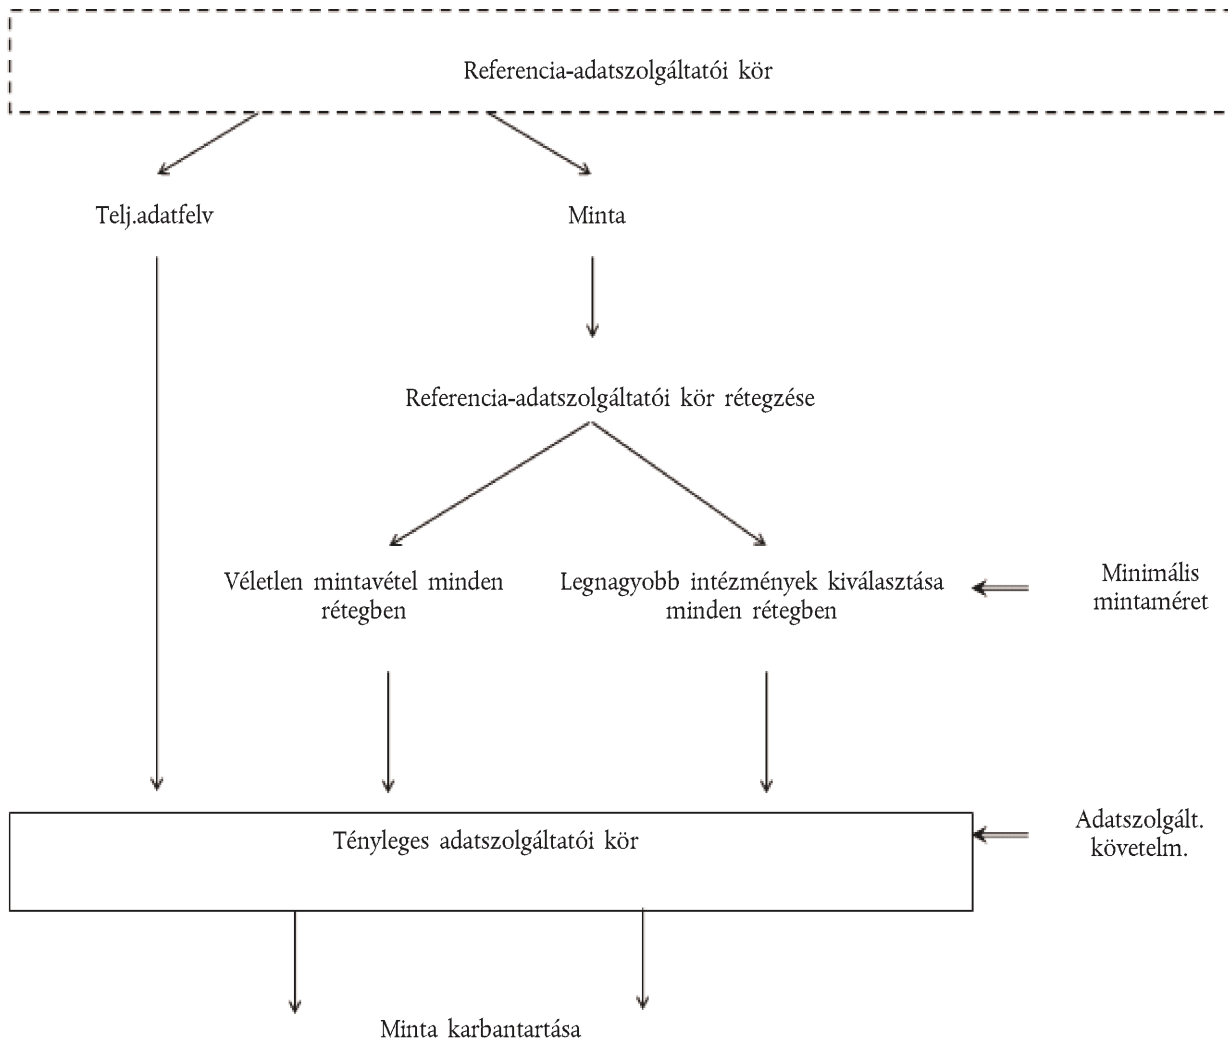 Referencia-adatszolgáltatói kör
Telj.adatfelv
Minta
Referencia-adatszolgáltatói kör rétegzése
Véletlen mintavétel minden
rétegben
Legnagyobb intézmények kiválasztása
minden rétegben
Minimális
mintaméret
Tényleges adatszolgáltatói kör
Adatszolgált.
követelm.
Minta karbantartása